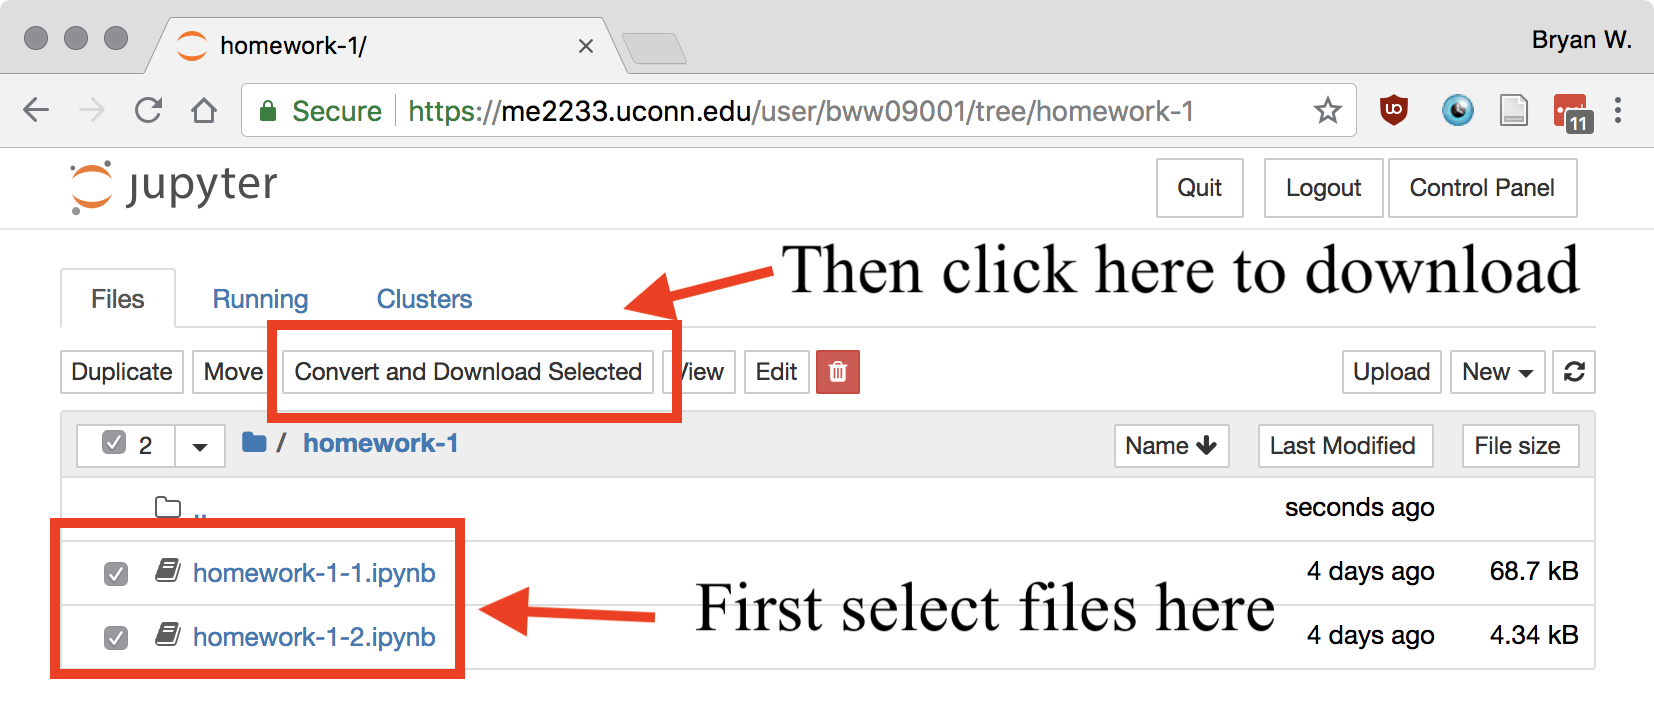 homework-1/
Bryan W.
Secure https://me2233.uconn.edu/user/bww09001/tree/homework-1
11
jupyter
Quit Logout Control Panel
Then click here to download
Files Running Clusters
Duplicate Move Convert and Download Selected View Edit Upload New
2 / homework-1 Name Last Modified File size
.. seconds ago
homework-1-1.ipynb 4 days ago 68.7 kB
First select files here
homework-1-2.ipynb 4 days ago 4.34 kB